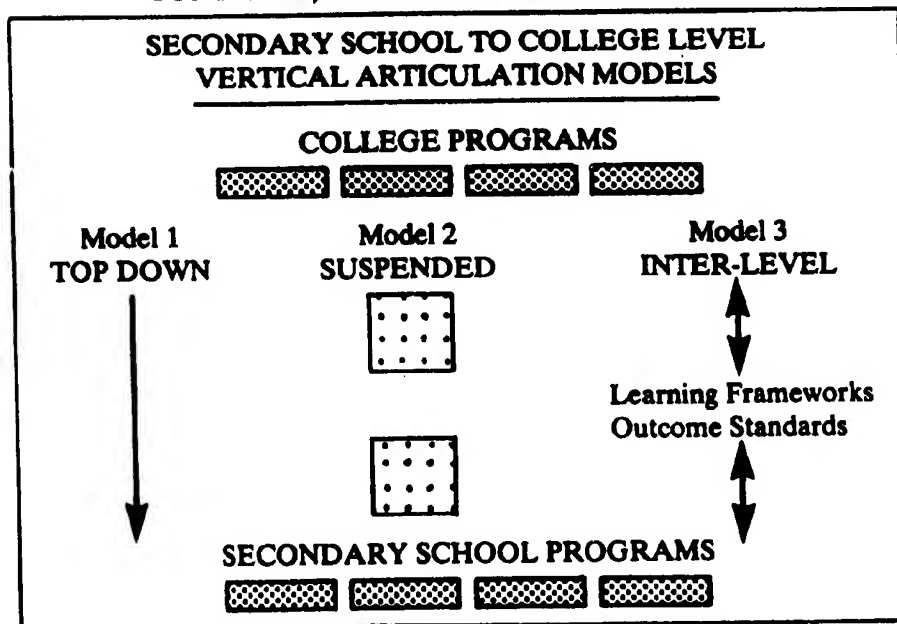 SECONDARY SCHOOL TO COLLEGE LEVEL
VERTICAL ARTICULATION MODELS
COLLEGE PROGRAMS
Model 1
TOP DOWN
Model 2
SUSPENDED
Model 3
INTER-LEVEL
Learning Frameworks
Outcome Standards
SECONDARY SCHOOL PROGRAMS